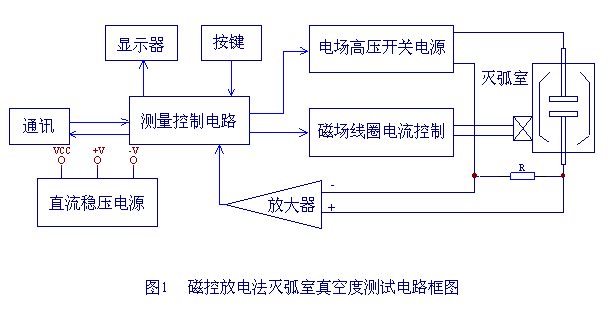 显示器
按键
电场高压开关电源
灭弧室
通讯
测量控制电路
磁场线圈电流控制
VCC +V -V
直流稳压电源
R
-
放大器
+
图1 磁控放电法灭弧室真空度测试电路框图